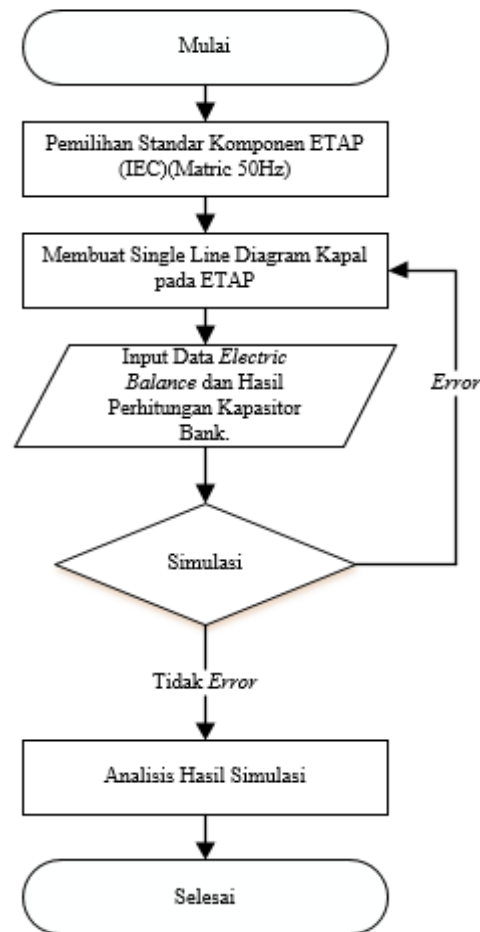 Mulai
Pemilihan Standar Komponen ETAP
(IEC)(Matric 50Hz)
Membuat Single Line Diagram Kapal
pada ETAP
Input Data Electric
Balance dan Hasil
Perhitungan Kapasitor
Bank.
Error
Simulasi
Tidak Error
Analisis Hasil Simulasi
Selesai